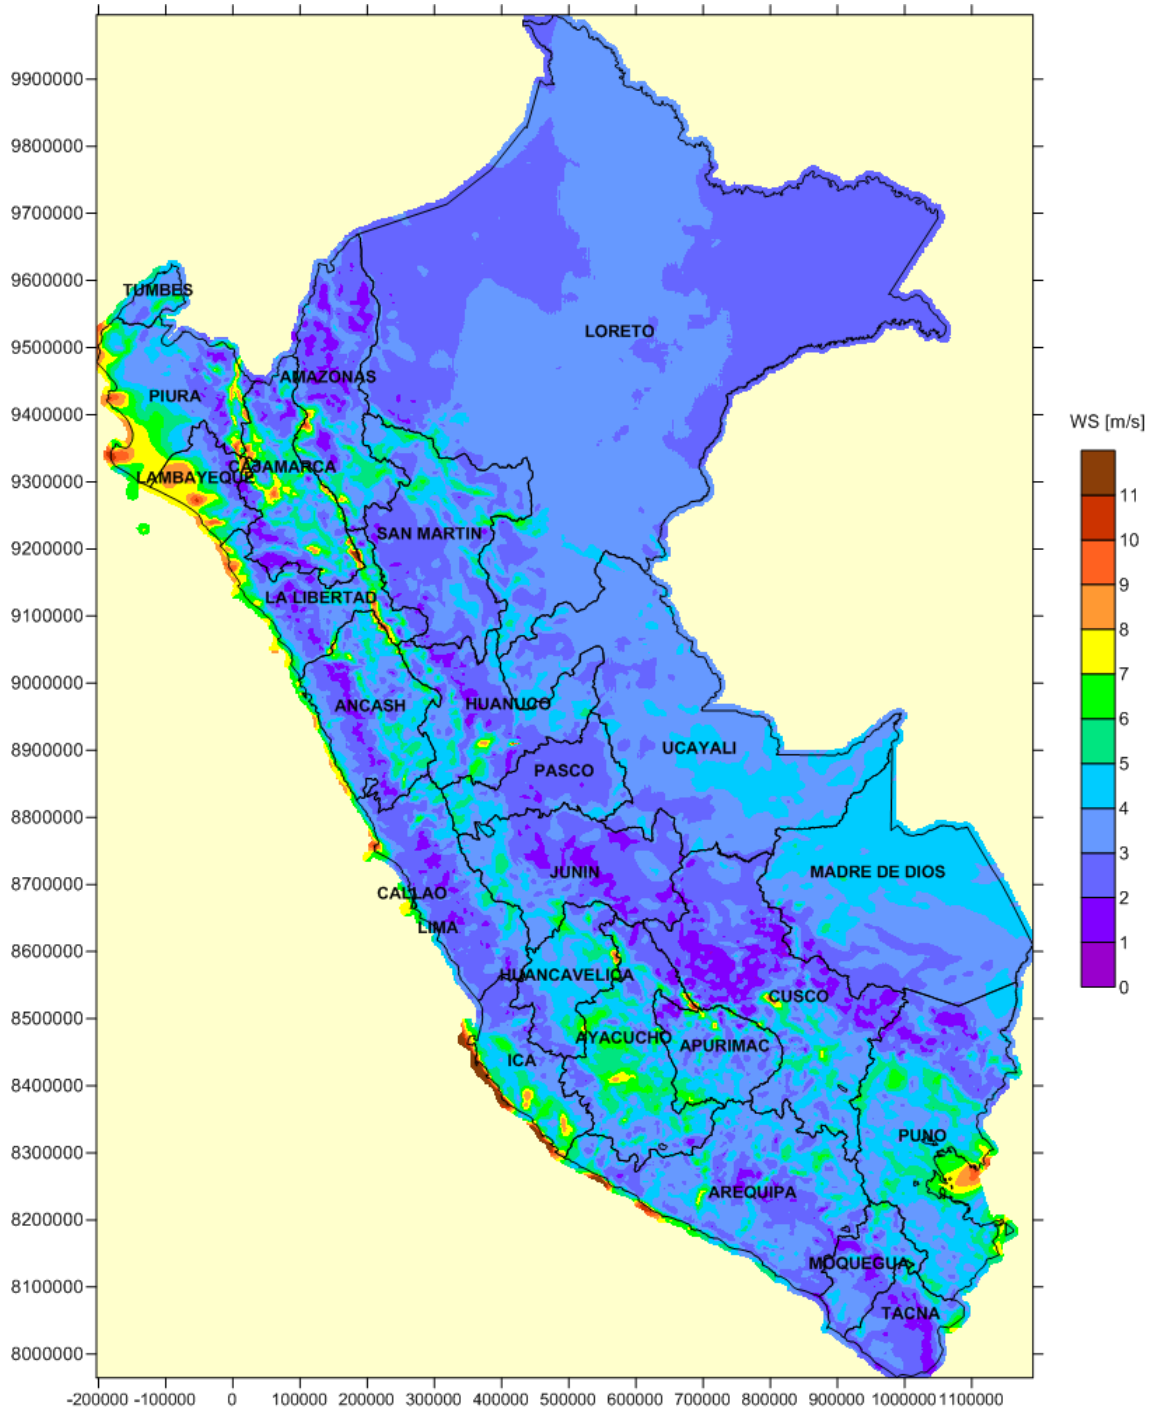 9900000
9800000
9700000
9600000
9500000
9400000
9300000
9200000
9100000
9000000
8900000
8800000
8700000
8600000
8500000
8400000
8300000
8200000
8100000
8000000
TUMBES
LORETO
AMAZONAS
PIURA
CAJAMARCA
LAMBAYEQUE
SAN MARTIN
LA LIBERTAD
ANCASH
HUANUCO
UCAYALI
PASCO
JUNIN
MADRE DE DIOS
CALLAO
LIMA
HUANCAVELICA
CUSCO
AYACUCHO
APURIMAC
ICA
PUNO
AREQUIPA
MOQUEGUA
TACNA
-200000 -100000 0 100000 200000 300000 400000 500000 600000 700000 800000 900000 1000000 1100000
WS [m/s]
11
10
9
8
7
6
5
4
3
2
1
0